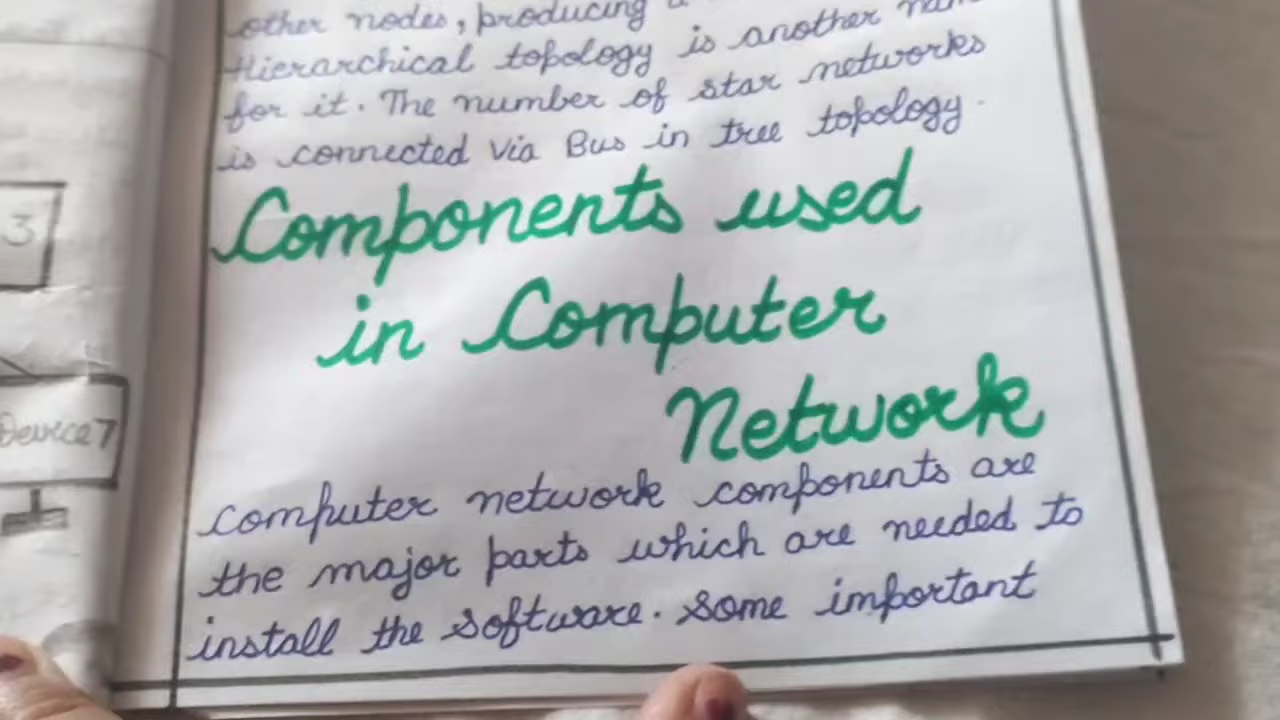 3
Device 7
other nodes, producing a
Hierarchical topology is another
for it. The number of star networks
is connected via Bus in tree topology.
Components used
in Computer
Network
computer network components are
the major parts which are needed to
install the software. Some important